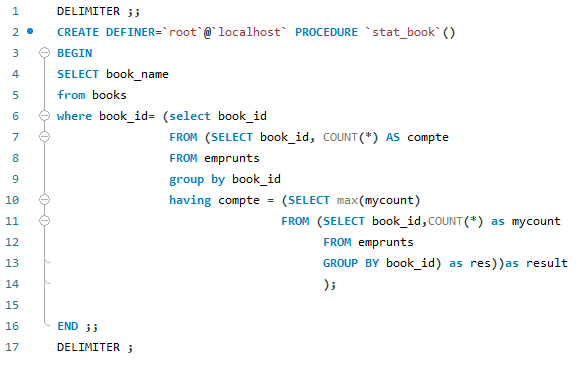 1 DELIMITER ;;
2 CREATE DEFINER=`root`@`localhost` PROCEDURE `stat_book`()
3 BEGIN
4 SELECT book_name
5 from books
6 where book_id= (select book_id
7 FROM (SELECT book_id, COUNT(*) AS compte
8 FROM emprunts
9 group by book_id
10 having compte = (SELECT max(mycount)
11 FROM (SELECT book_id,COUNT(*) as mycount
12 FROM emprunts
13 GROUP BY book_id) as res))as result
14 );
15
16 END ;;
17 DELIMITER ;